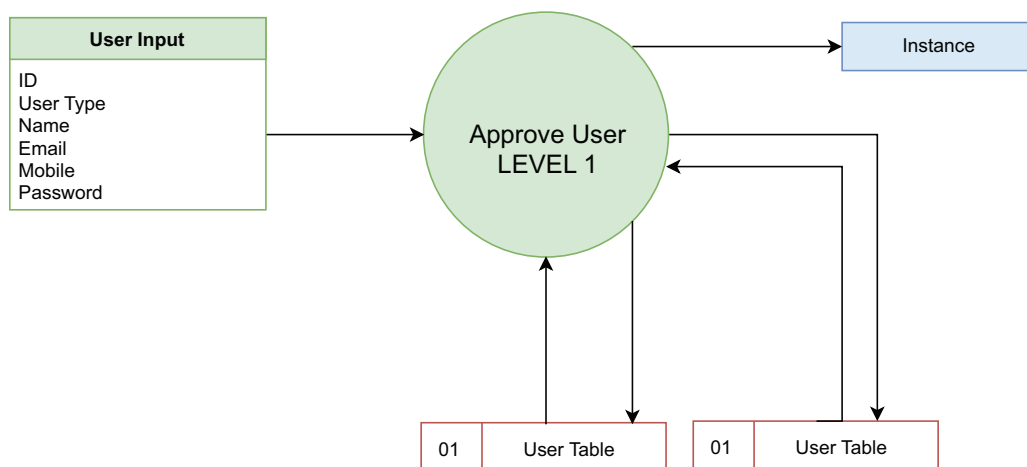 User Input
ID
User Type
Name
Email
Mobile
Password
Approve User
LEVEL 1
Instance
01 User Table
01 User Table